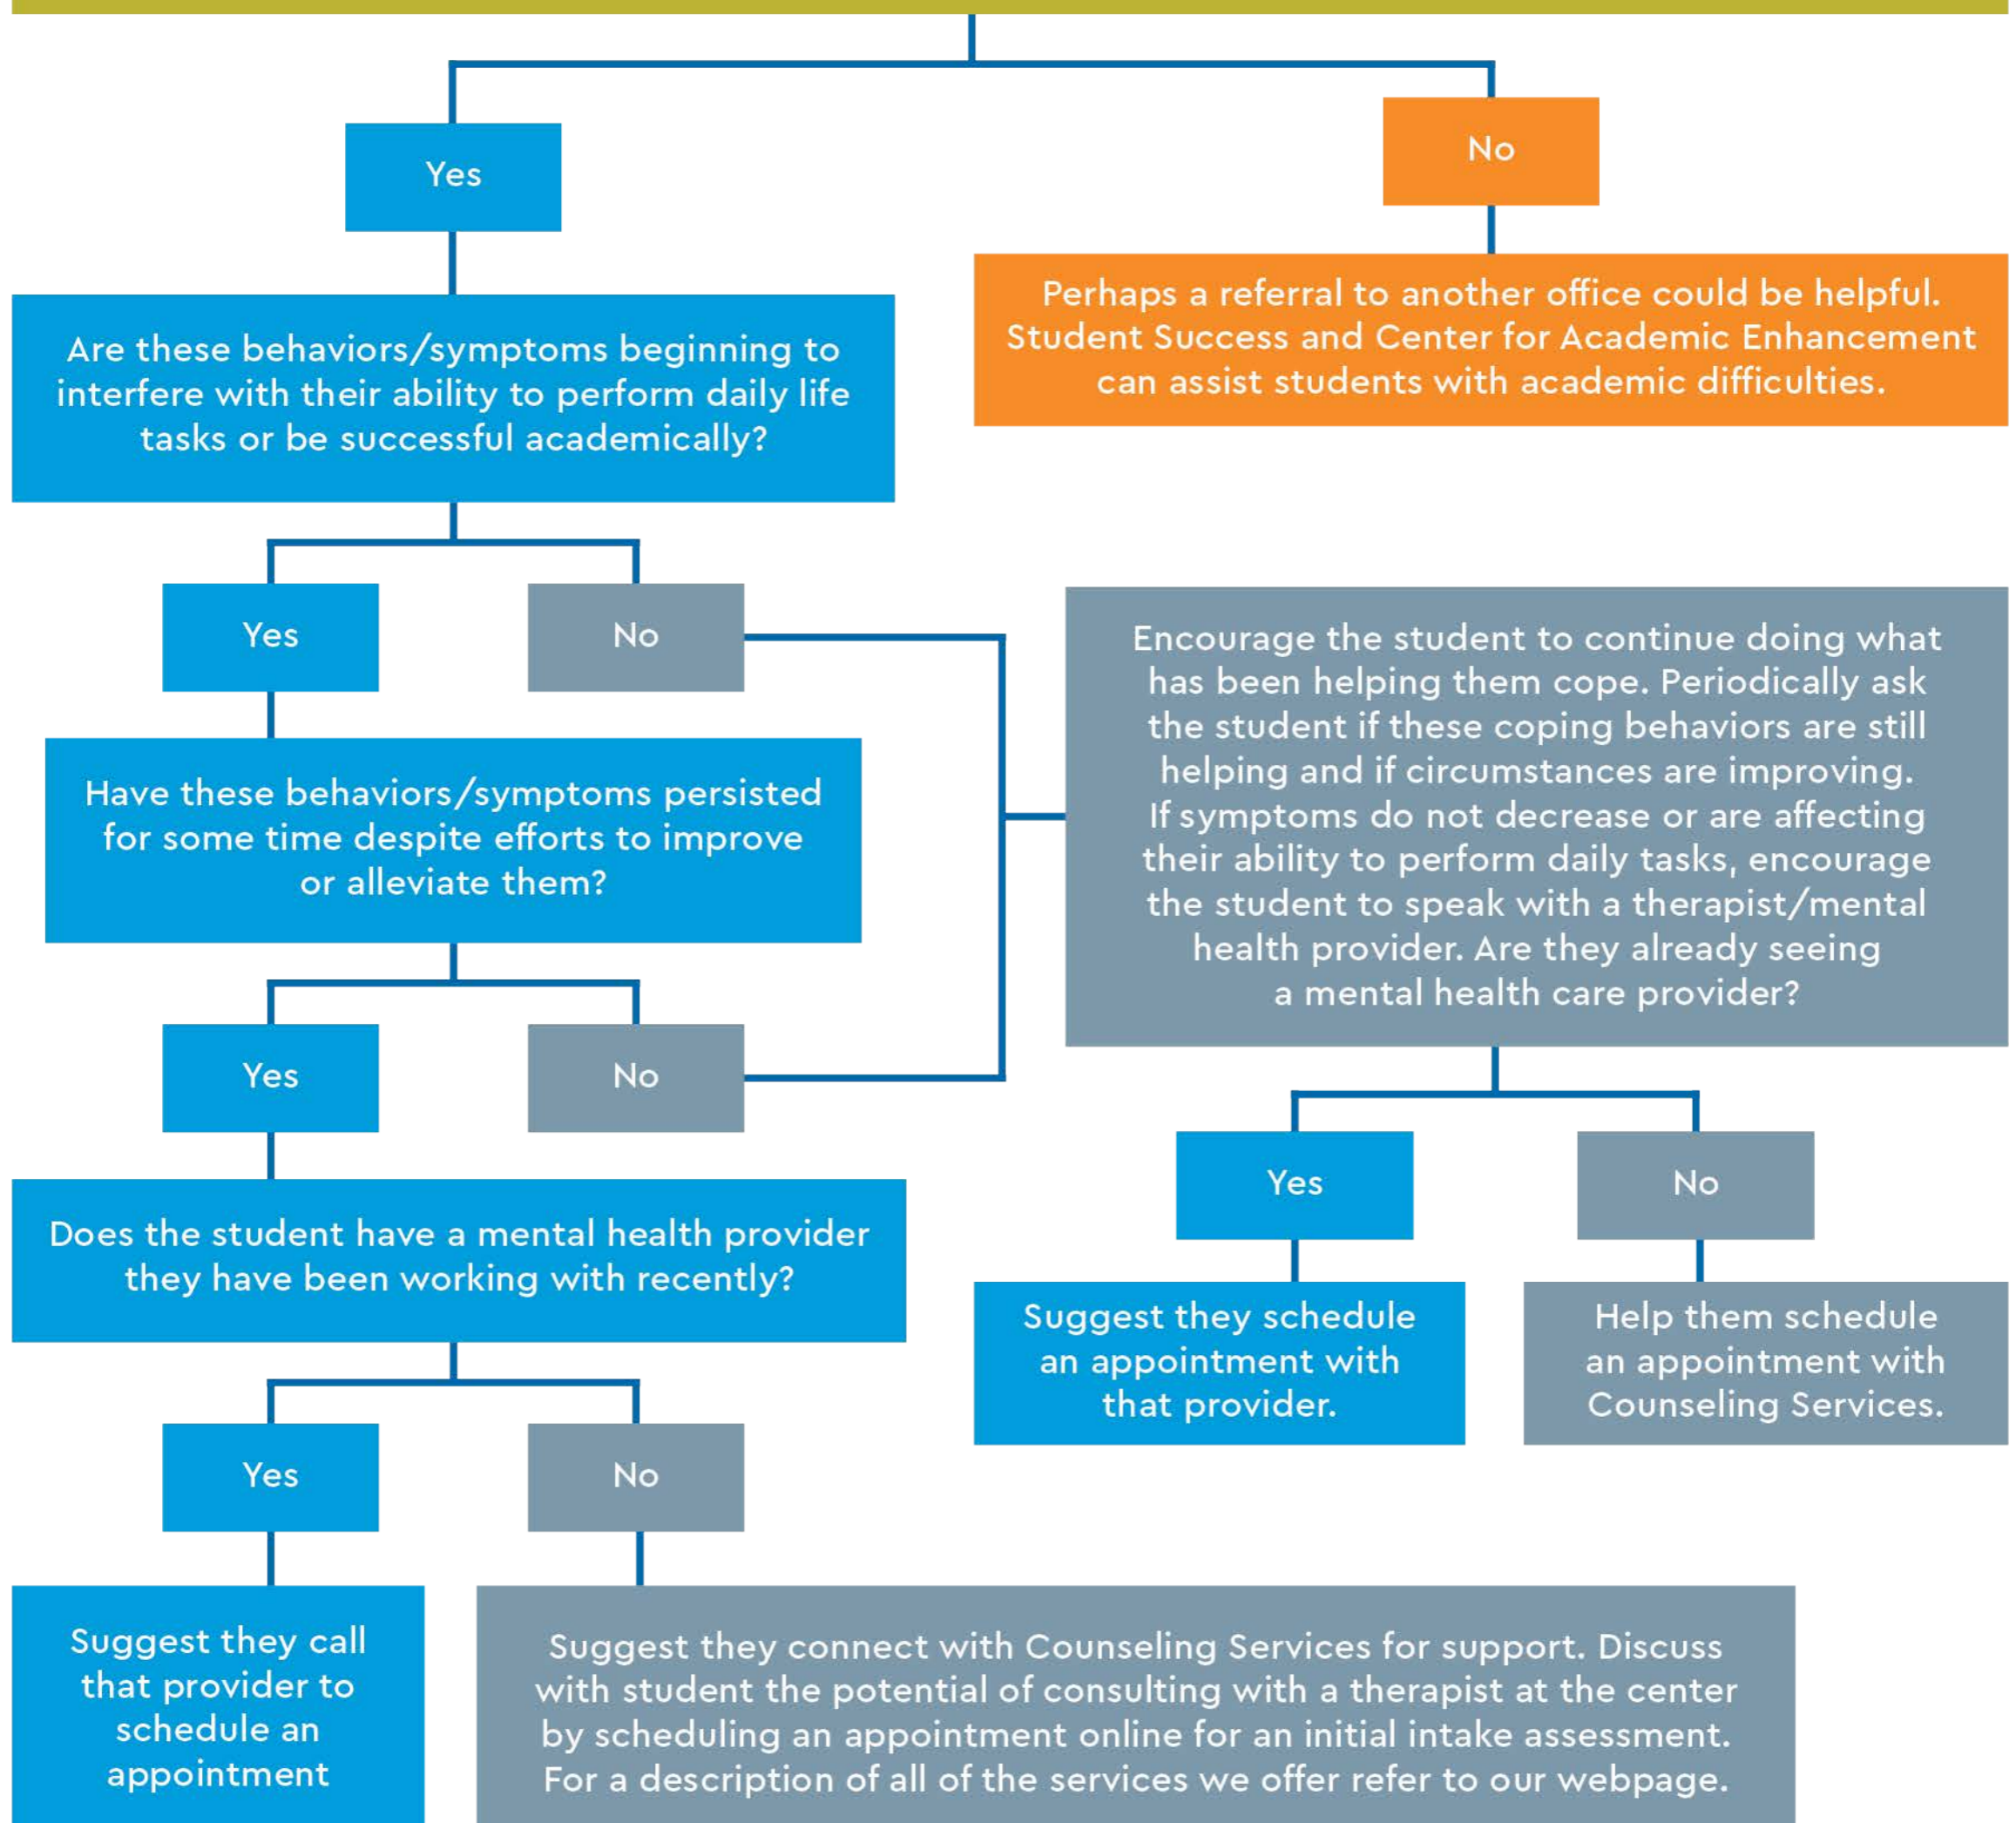 Yes
No
Perhaps a referral to another office could be helpful.
Student Success and Center for Academic Enhancement
can assist students with academic difficulties.
Are these behaviors/symptoms beginning to
interfere with their ability to perform daily life
tasks or be successful academically?
Yes
No
Encourage the student to continue doing what
has been helping them cope. Periodically ask
the student if these coping behaviors are still
helping and if circumstances are improving.
If symptoms do not decrease or are affecting
their ability to perform daily tasks, encourage
the student to speak with a therapist/mental
health provider. Are they already seeing
a mental health care provider?
Have these behaviors/symptoms persisted
for some time despite efforts to improve
or alleviate them?
Yes
No
Yes
No
Does the student have a mental health provider
they have been working with recently?
Suggest they schedule
an appointment with
that provider.
Help them schedule
an appointment with
Counseling Services.
Yes
No
Suggest they call
that provider to
schedule an
appointment
Suggest they connect with Counseling Services for support. Discuss
with student the potential of consulting with a therapist at the center
by scheduling an appointment online for an initial intake assessment.
For a description of all of the services we offer refer to our webpage.